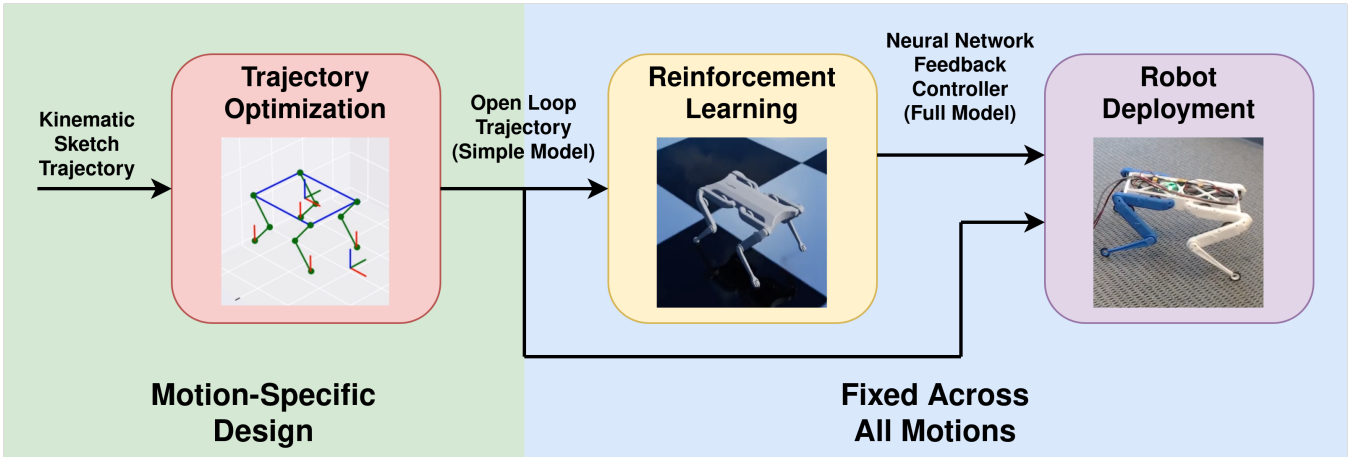 Kinematic
Sketch
Trajectory
Trajectory
Optimization
Open Loop
Trajectory
(Simple Model)
Reinforcement
Learning
Neural Network
Feedback
Controller
(Full Model)
Robot
Deployment
Motion-Specific
Design
Fixed Across
All Motions